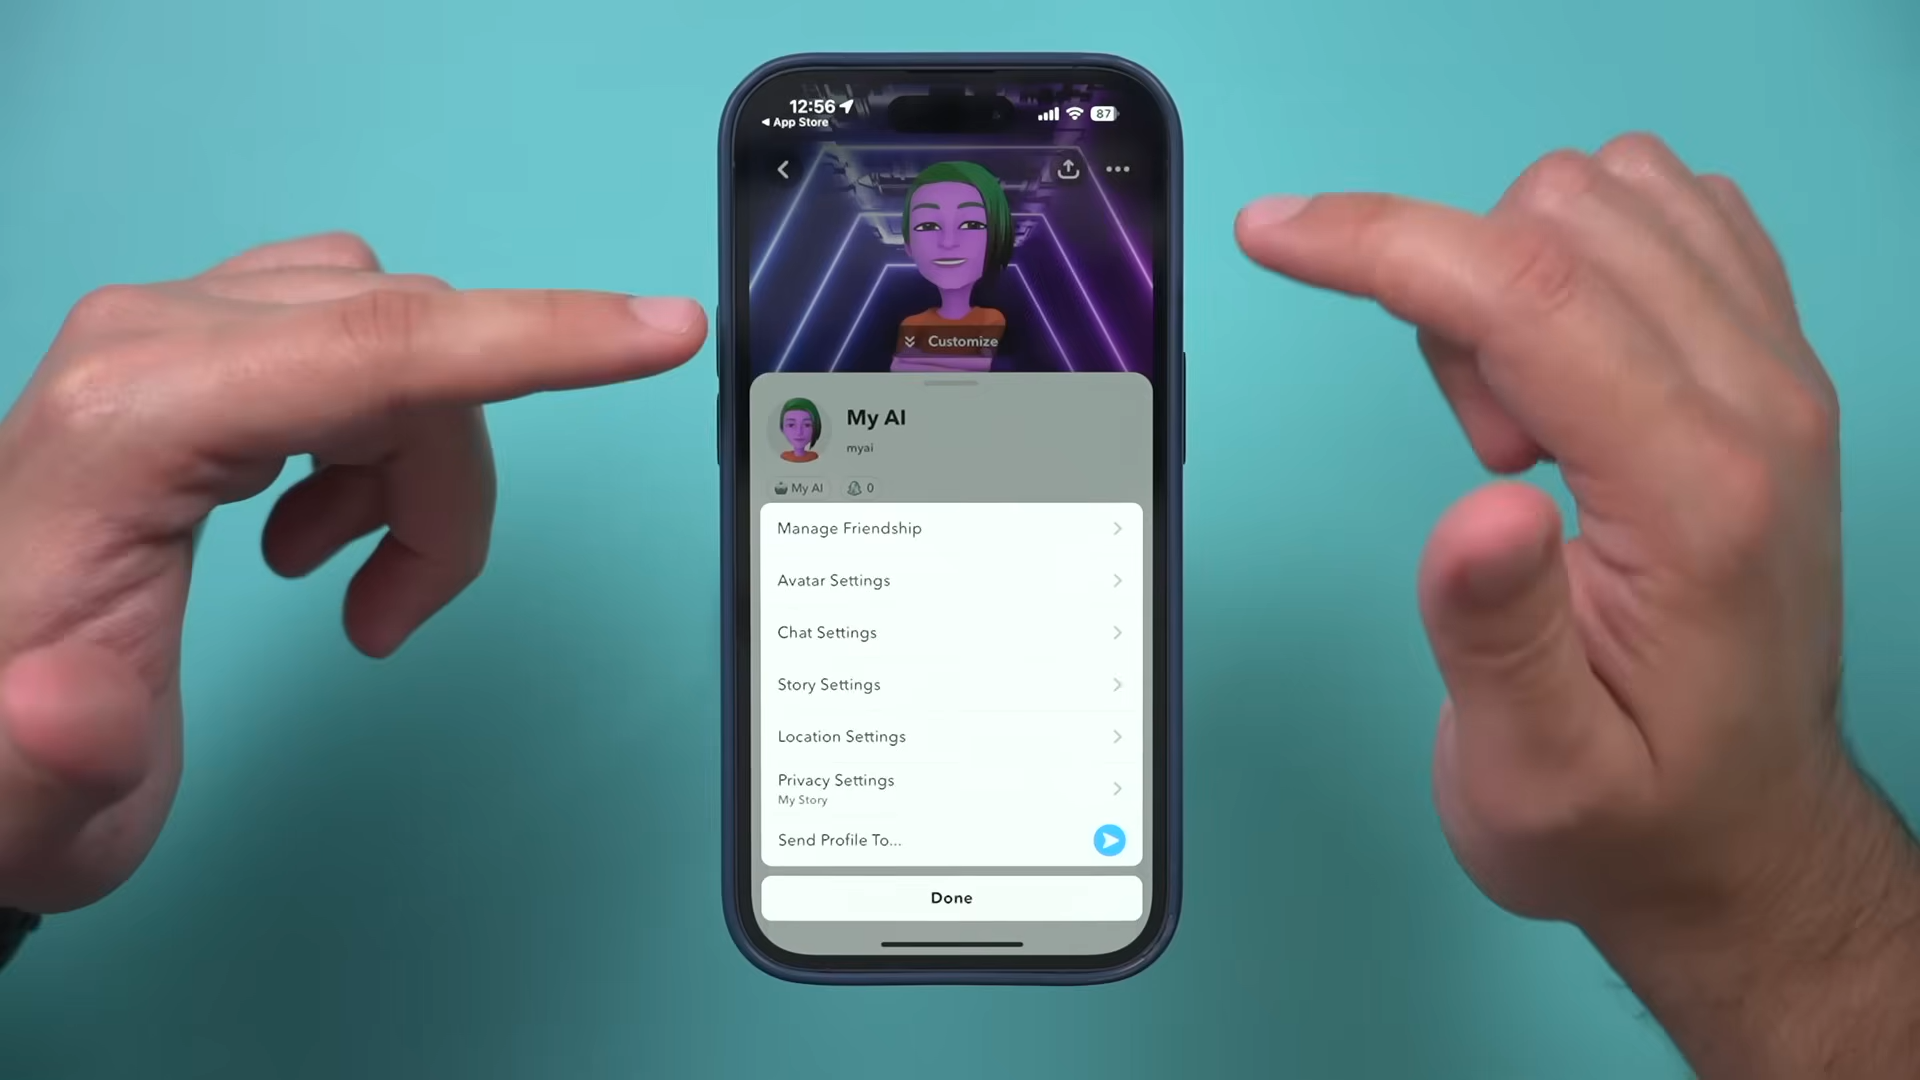 12:56
87
App Store
Customize
My AI
myai
My AI
0
Manage Friendship
Avatar Settings
Chat Settings
Story Settings
Location Settings
Privacy Settings
My Story
Send Profile To...
Done